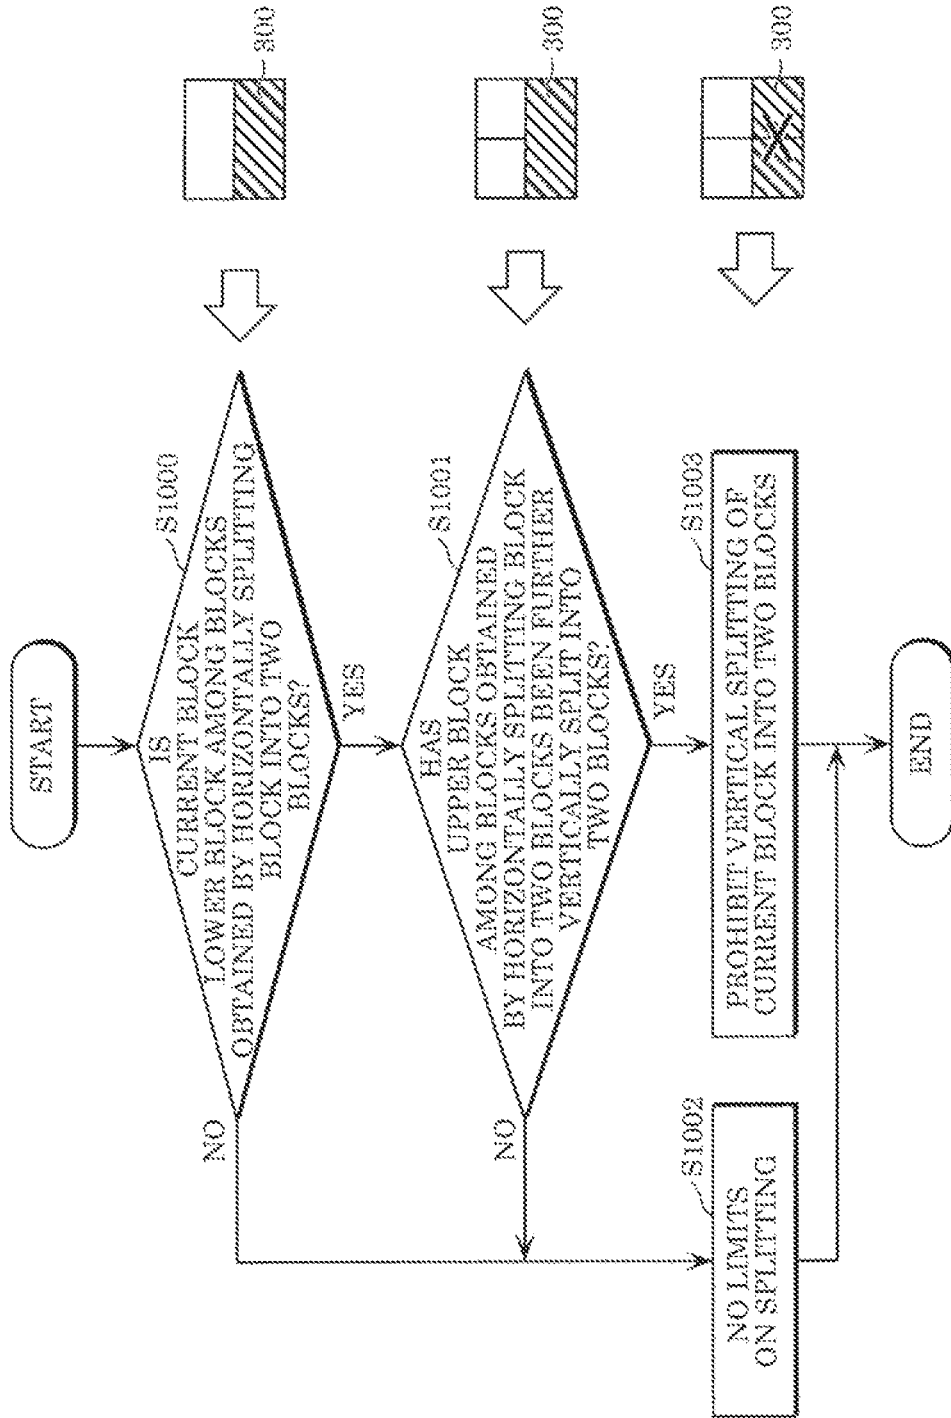 START
S1000
IS
CURRENT BLOCK
LOWER BLOCK AMONG BLOCKS
OBTAINED BY HORIZONTALLY SPLITTING
BLOCK INTO TWO
BLOCKS?
NO
YES
300
S1001
HAS
UPPER BLOCK
AMONG BLOCKS OBTAINED
BY HORIZONTALLY SPLITTING BLOCK
INTO TWO BLOCKS BEEN FURTHER
VERTICALLY SPLIT INTO
TWO BLOCKS?
NO
YES
300
S1002
NO LIMITS
ON SPLITTING
S1003
PROHIBIT VERTICAL SPLITTING OF
CURRENT BLOCK INTO TWO BLOCKS
300
END